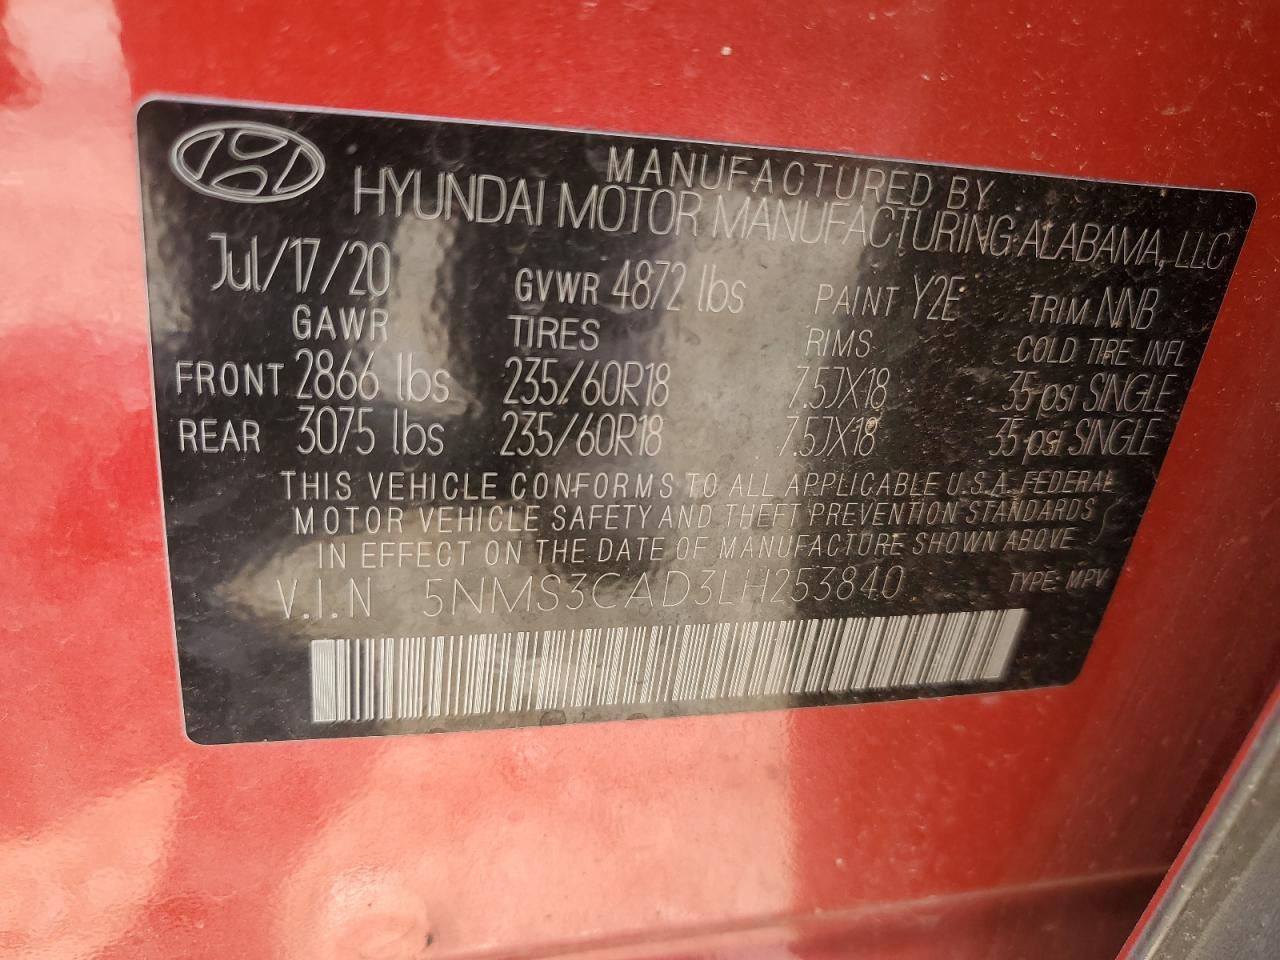 MANUFACTURED BY
HYUNDAI MOTOR MANUFACTURING ALABAMA, LLC
Jul/17/20 GVWR 4872 lbs PAINT Y2E TRIM NNB
GAWR TIRES RIMS COLD TIRE INFL
FRONT 2866 lbs 235/60R18 7.5JX18 35 psi SINGLE
REAR 3075 lbs 235/60R18 7.5JX18 35 psi SINGLE
THIS VEHICLE CONFORMS TO ALL APPLICABLE U.S.A. FEDERAL
MOTOR VEHICLE SAFETY AND THEFT PREVENTION STANDARDS
IN EFFECT ON THE DATE OF MANUFACTURE SHOWN ABOVE
V.I.N 5NMS3CAD3LH253840 TYPE: MPV